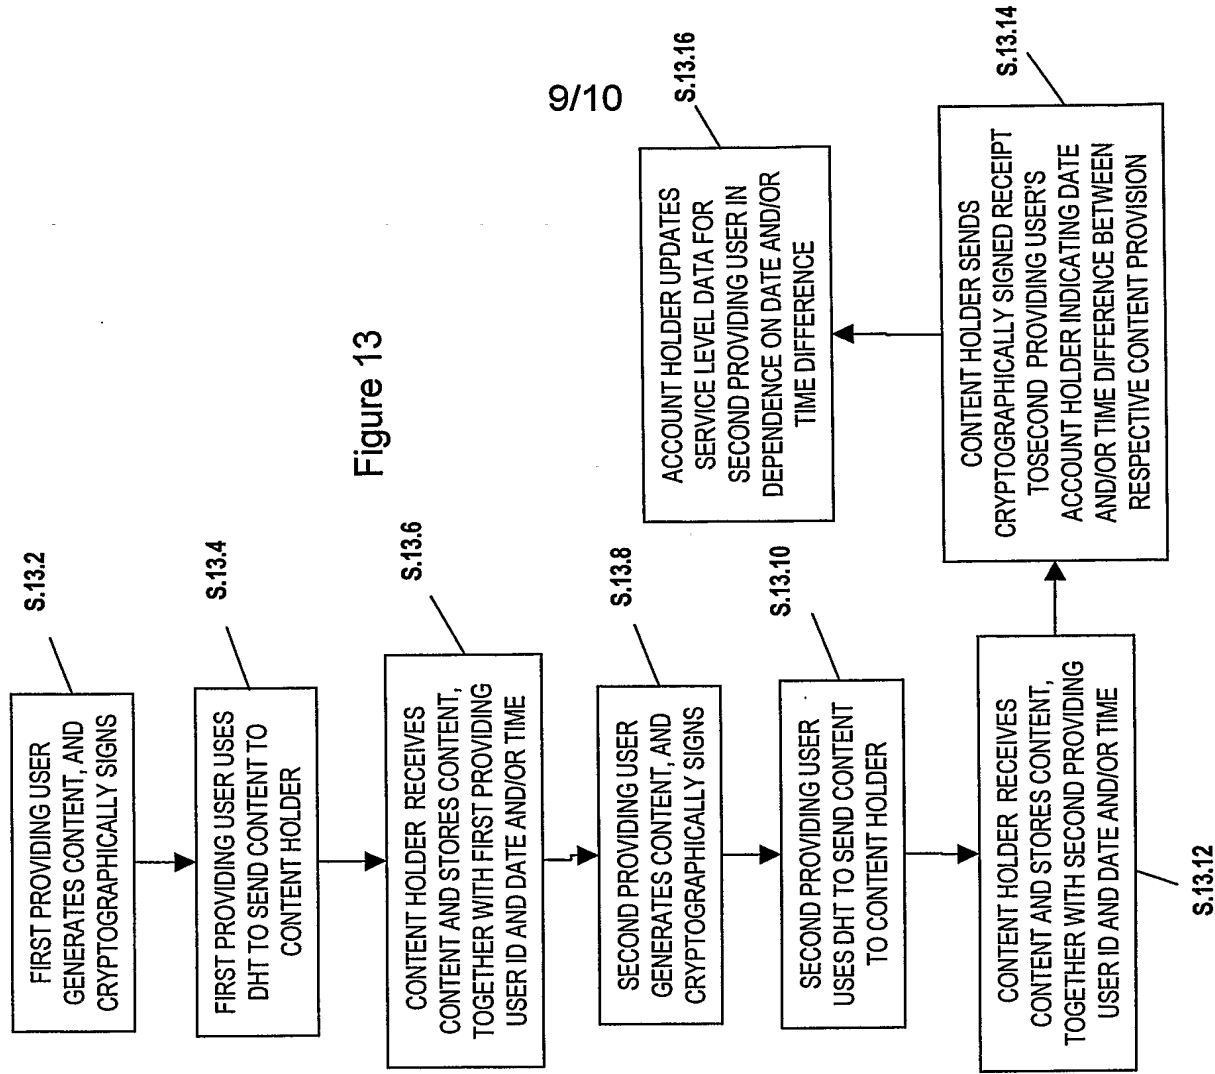 9/10
Figure 13
S.13.2
FIRST PROVIDING USER
GENERATES CONTENT, AND
CRYPTOGRAPHICALLY SIGNS
S.13.4
FIRST PROVIDING USER USES
DHT TO SEND CONTENT TO
CONTENT HOLDER
S.13.6
CONTENT HOLDER RECEIVES
CONTENT AND STORES CONTENT,
TOGETHER WITH FIRST PROVIDING
USER ID AND DATE AND/OR TIME
S.13.8
SECOND PROVIDING USER
GENERATES CONTENT, AND
CRYPTOGRAPHICALLY SIGNS
S.13.10
SECOND PROVIDING USER
USES DHT TO SEND CONTENT
TO CONTENT HOLDER
CONTENT HOLDER RECEIVES
CONTENT AND STORES CONTENT,
TOGETHER WITH SECOND PROVIDING
USER ID AND DATE AND/OR TIME
S.13.12
CONTENT HOLDER SENDS
CRYPTOGRAPHICALLY SIGNED RECEIPT
TOSECOND PROVIDING USER'S
ACCOUNT HOLDER INDICATING DATE
AND/OR TIME DIFFERENCE BETWEEN
RESPECTIVE CONTENT PROVISION
S.13.14
ACCOUNT HOLDER UPDATES
SERVICE LEVEL DATA FOR
SECOND PROVIDING USER IN
DEPENDENCE ON DATE AND/OR
TIME DIFFERENCE
S.13.16